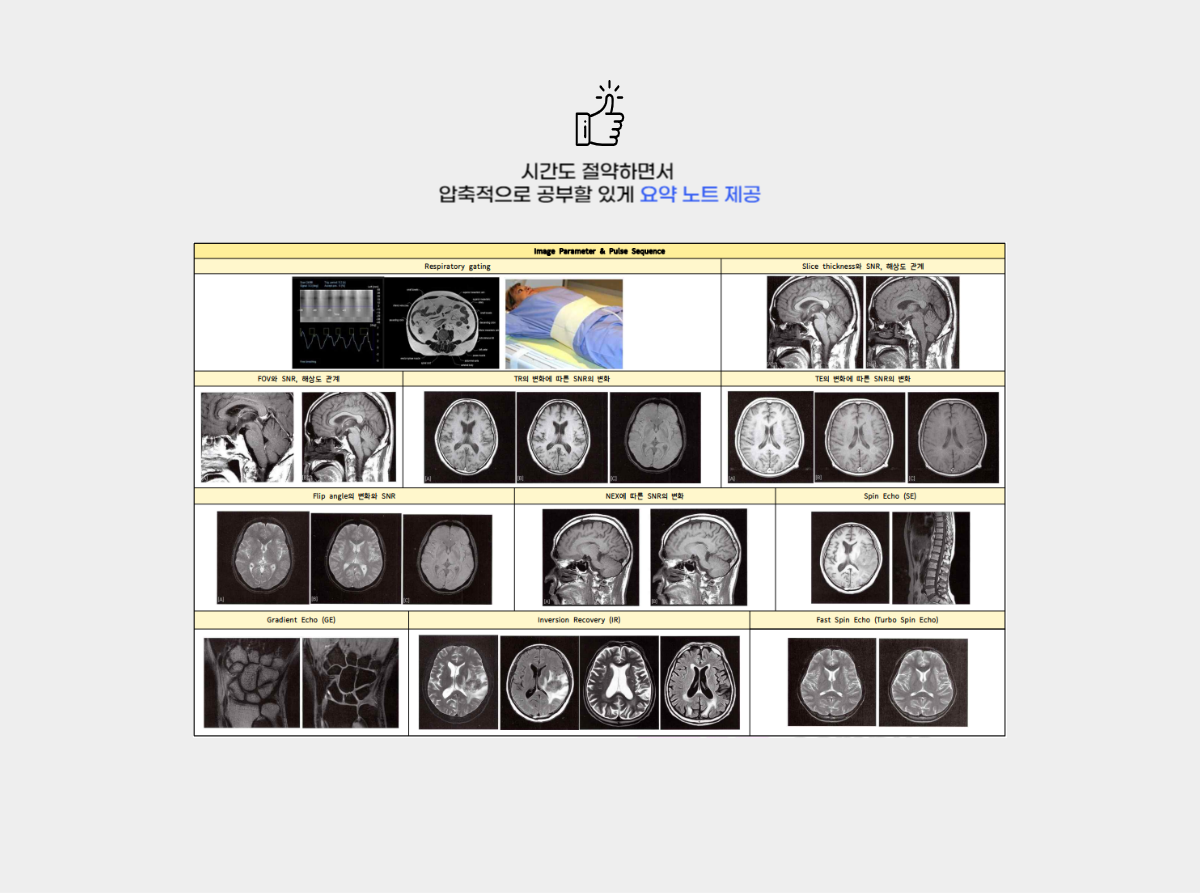 시간도 절약하면서
압축적으로 공부할 있게 요약 노트 제공
Image Parameter & Pulse Sequence
Respiratory gating
Slice thickness와 SNR, 해상도 관계
FOV와 SNR, 해상도 관계
TR의 변화에 따른 SNR의 변화
TE의 변화에 따른 SNR의 변화
[A]
[B]
[C]
[A]
[B]
[C]
Flip angle의 변화와 SNR
NEX에 따른 SNR의 변화
Spin Echo (SE)
[A]
[B]
[C]
[A]
[B]
Gradient Echo (GE)
Inversion Recovery (IR)
Fast Spin Echo (Turbo Spin Echo)